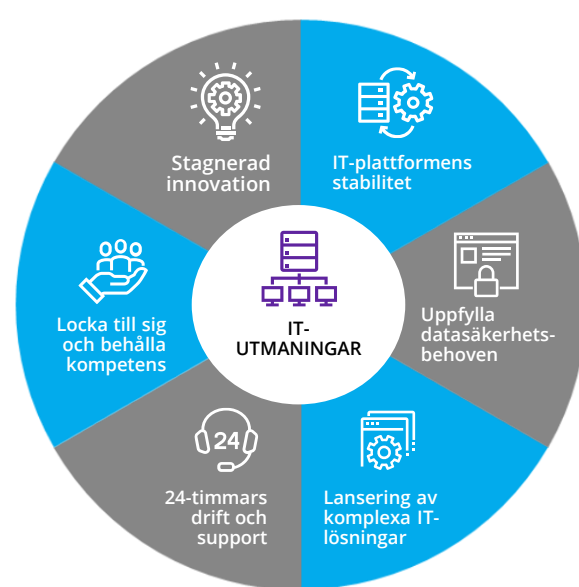 Stagnerad
innovation
IT-plattformens
stabilitet
Uppfylla
datasäkerhets-
behoven
Lansering av
komplexa IT-
lösningar
24
24-timmars
drift och
support
Locka till sig
och behålla
kompetens
IT-
UTMANINGAR